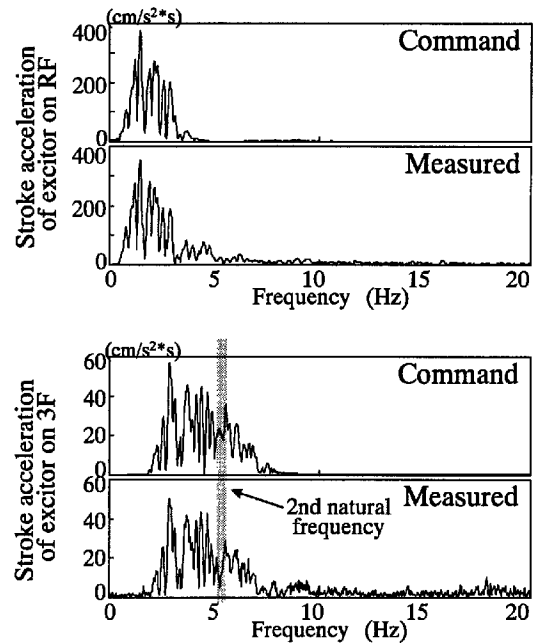 (cm/s²*s)
Command
400
200
0
Measured
400
200
0
Stroke acceleration
of excitor on RF
0 5 10 15 20
Frequency (Hz)
(cm/s²*s)
Command
60
40
20
0
Measured
60
40
20
0
Stroke acceleration
of excitor on 3F
2nd natural
frequency
0 5 10 15 20
Frequency (Hz)